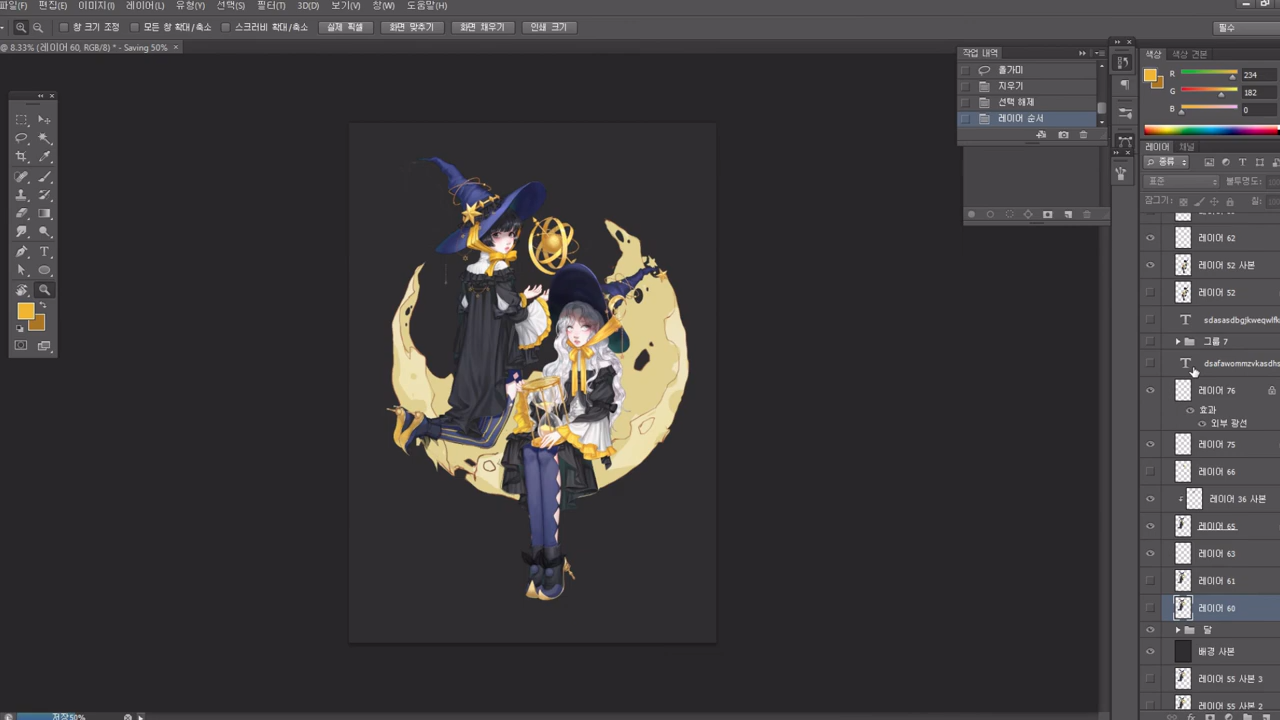 파일(F) 편집(E) 이미지(I) 레이어(L) 유형(Y) 선택(S) 필터(T) 3D(D) 보기(V) 창(W) 도움말(H)
창 크기 조정 모든 창 확대/축소 스크러비 확대/축소 실제 픽셀 화면 맞추기 화면 채우기 인쇄 크기 필수
@ 8.33% (레이어 60, RGB/8) * - Saving 50% ×
작업 내역
올가미
지우기
선택 해제
레이어 순서
색상 색상 견본
R 234
G 182
B 0
레이어 채널
종류
표준 불투명도:
잠그기: 칠:
레이어 62
레이어 52 사본
레이어 52
sdasasdbgjkweqwlfk
그룹 7
dsafawommzvkasdhs
레이어 76
효과
외부 광선
레이어 75
레이어 66
레이어 36 사본
레이어 65
레이어 63
레이어 61
레이어 60
달
배경 사본
레이어 55 사본 3
레이어 55 사본 2
저장50%